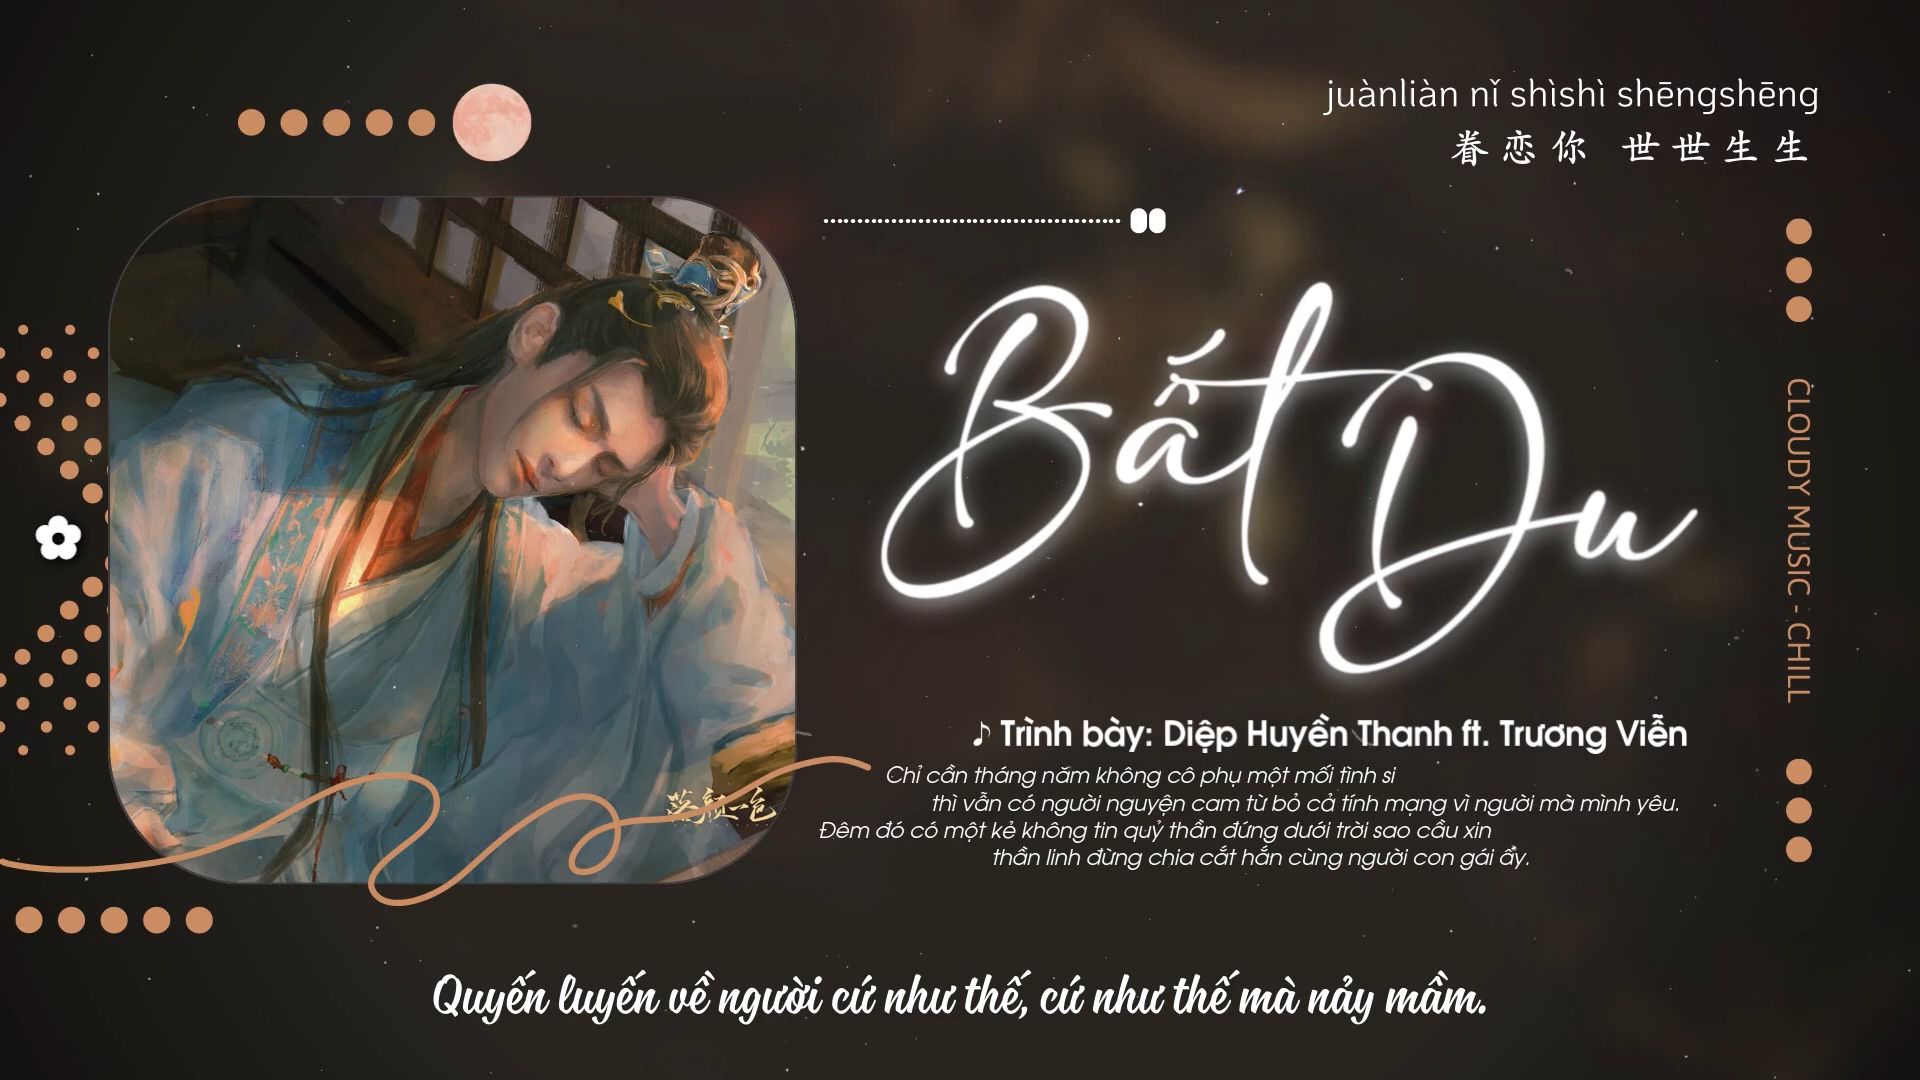 juànliàn nǐ shìshì shēngshēng
眷恋你 世世生生
Bất Du
CLOUDY MUSIC - CHILL
♪ Trình bày: Diệp Huyền Thanh ft. Trương Viễn
Chỉ cần tháng năm không cô phụ một mối tình si
thì vẫn có người nguyện cam từ bỏ cả tính mạng vì người mà mình yêu.
Đêm đó có một kẻ không tin quỷ thần đứng dưới trời sao cầu xin
thần linh đừng chia cắt hắn cùng người con gái ấy.
Quyến luyến về người cứ như thế, cứ như thế mà nảy mầm.